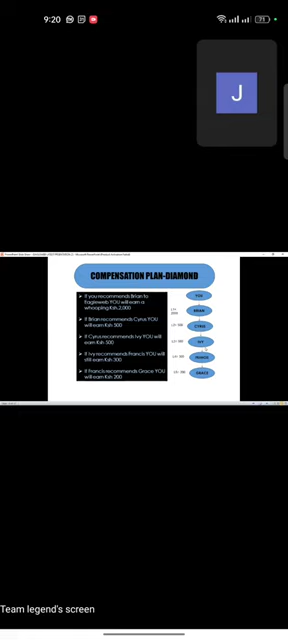 9:20
71
J
COMPENSATION PLAN-DIAMOND
If you recommends Brian to
Eagleweb YOU will earn a
whooping Ksh.2,000
If Brian recommends Cyrus YOU
will earn Ksh 500
If Cyrus recommends Ivy YOU will
earn Ksh 500
If Ivy recommends Francis YOU will
still earn Ksh 300
If Francis recommends Grace YOU
will earn Ksh 200
YOU
BRIAN
CYRUS
IVY
FRANCIS
GRACE
Team legend's screen